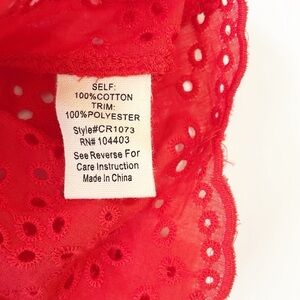 SELF:
100%COTTON
TRIM:
100%POLYESTER
Style#CR1073
RN# 104403
See Reverse For
Care Instruction
Made In China